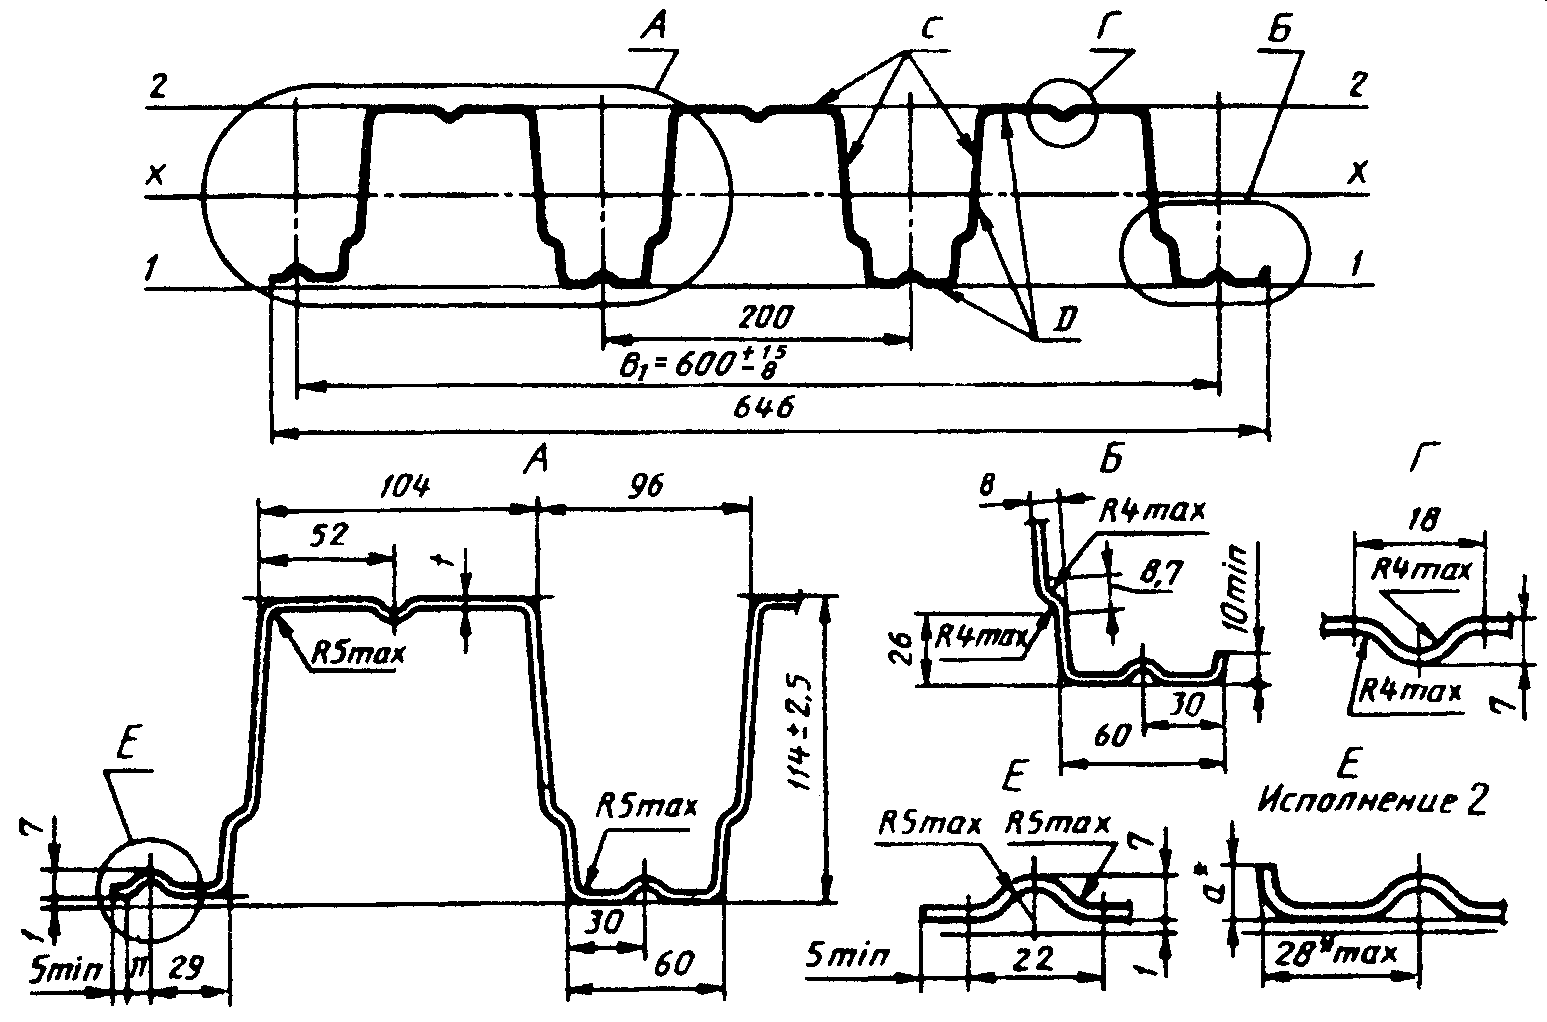 А С Г Б
2 2
х х
1 1
200 D
в₁ = 600 +15 −8
646
А Б Г
104 96 8 R4max 18
52 t 8,7 10min R4max
R5max 26 R4max R4max 7
114±2,5 30
60
Е Е Е
Исполнение 2
7 R5max R5max R5max 7 а*
1 30 5min 22 1 28*max
5min 11 29 60